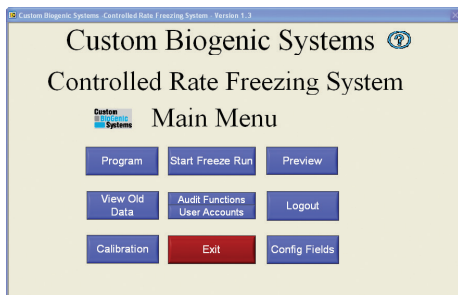 Custom Biogenic Systems -Controlled Rate Freezing System - Version 1.3
Custom Biogenic Systems
Controlled Rate Freezing System
Custom
BioGenic
Systems
Main Menu
Program
Start Freeze Run
Preview
View Old
Data
Audit Functions
User Accounts
Logout
Calibration
Exit
Config Fields